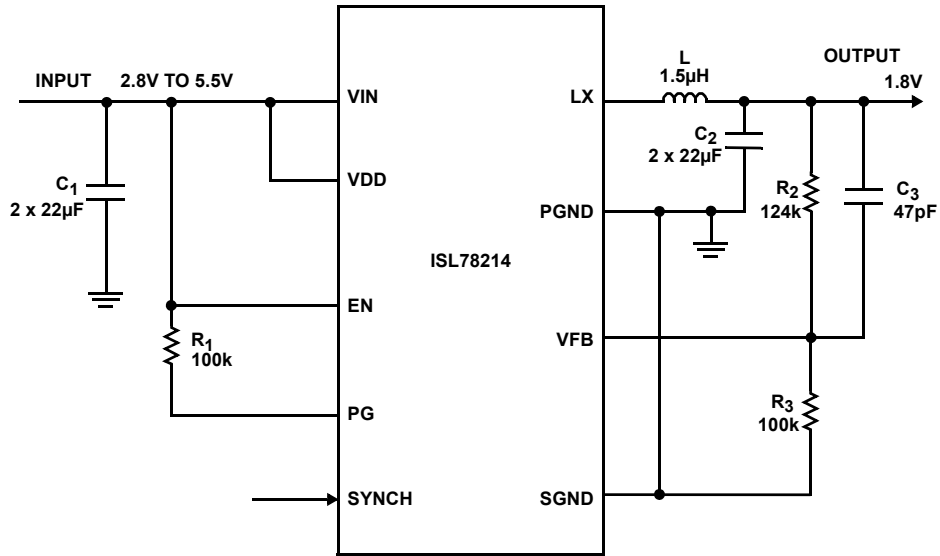 INPUT 2.8V TO 5.5V
VIN
LX
L
1.5µH
OUTPUT
1.8V
C1
2 x 22µF
VDD
C2
2 x 22µF
PGND
R2
124k
C3
47pF
ISL78214
EN
R1
100k
VFB
PG
R3
100k
SYNCH
SGND